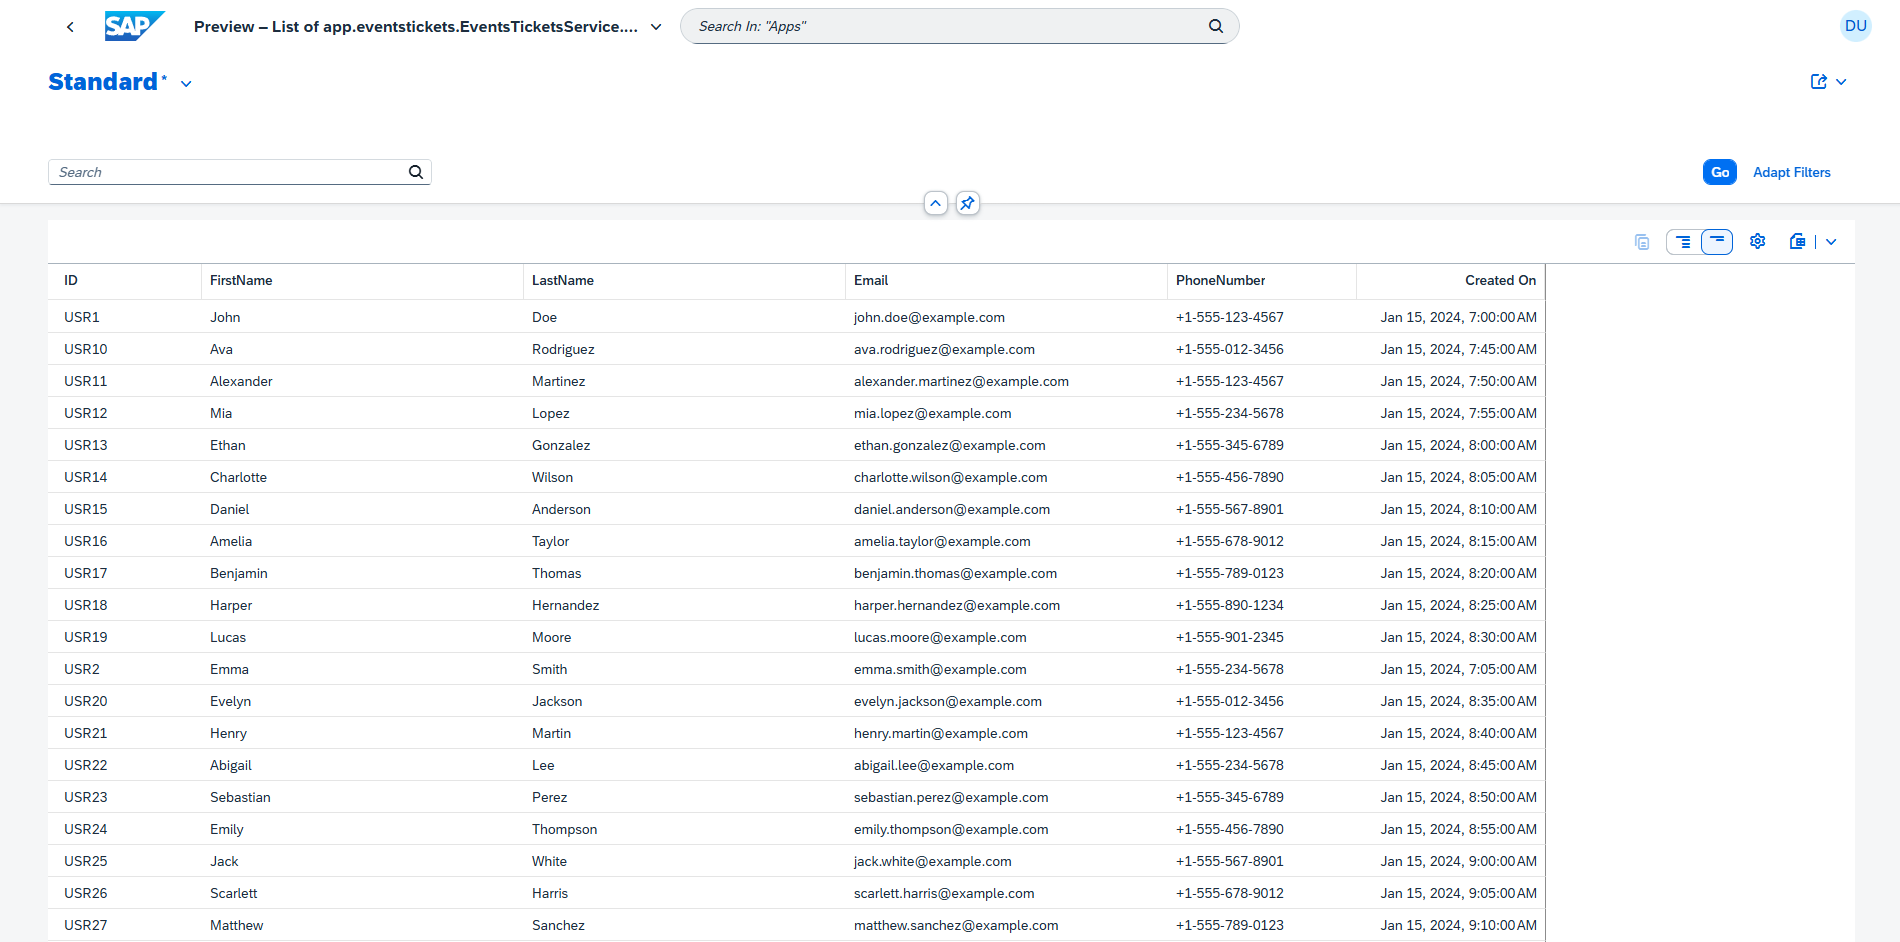 SAP Preview – List of app.eventstickets.EventsTicketsService.... Search In: "Apps" DU
Standard*
Search Go Adapt Filters
ID FirstName LastName Email PhoneNumber Created On
USR1 John Doe john.doe@example.com +1-555-123-4567 Jan 15, 2024, 7:00:00 AM
USR10 Ava Rodriguez ava.rodriguez@example.com +1-555-012-3456 Jan 15, 2024, 7:45:00 AM
USR11 Alexander Martinez alexander.martinez@example.com +1-555-123-4567 Jan 15, 2024, 7:50:00 AM
USR12 Mia Lopez mia.lopez@example.com +1-555-234-5678 Jan 15, 2024, 7:55:00 AM
USR13 Ethan Gonzalez ethan.gonzalez@example.com +1-555-345-6789 Jan 15, 2024, 8:00:00 AM
USR14 Charlotte Wilson charlotte.wilson@example.com +1-555-456-7890 Jan 15, 2024, 8:05:00 AM
USR15 Daniel Anderson daniel.anderson@example.com +1-555-567-8901 Jan 15, 2024, 8:10:00 AM
USR16 Amelia Taylor amelia.taylor@example.com +1-555-678-9012 Jan 15, 2024, 8:15:00 AM
USR17 Benjamin Thomas benjamin.thomas@example.com +1-555-789-0123 Jan 15, 2024, 8:20:00 AM
USR18 Harper Hernandez harper.hernandez@example.com +1-555-890-1234 Jan 15, 2024, 8:25:00 AM
USR19 Lucas Moore lucas.moore@example.com +1-555-901-2345 Jan 15, 2024, 8:30:00 AM
USR2 Emma Smith emma.smith@example.com +1-555-234-5678 Jan 15, 2024, 7:05:00 AM
USR20 Evelyn Jackson evelyn.jackson@example.com +1-555-012-3456 Jan 15, 2024, 8:35:00 AM
USR21 Henry Martin henry.martin@example.com +1-555-123-4567 Jan 15, 2024, 8:40:00 AM
USR22 Abigail Lee abigail.lee@example.com +1-555-234-5678 Jan 15, 2024, 8:45:00 AM
USR23 Sebastian Perez sebastian.perez@example.com +1-555-345-6789 Jan 15, 2024, 8:50:00 AM
USR24 Emily Thompson emily.thompson@example.com +1-555-456-7890 Jan 15, 2024, 8:55:00 AM
USR25 Jack White jack.white@example.com +1-555-567-8901 Jan 15, 2024, 9:00:00 AM
USR26 Scarlett Harris scarlett.harris@example.com +1-555-678-9012 Jan 15, 2024, 9:05:00 AM
USR27 Matthew Sanchez matthew.sanchez@example.com +1-555-789-0123 Jan 15, 2024, 9:10:00 AM